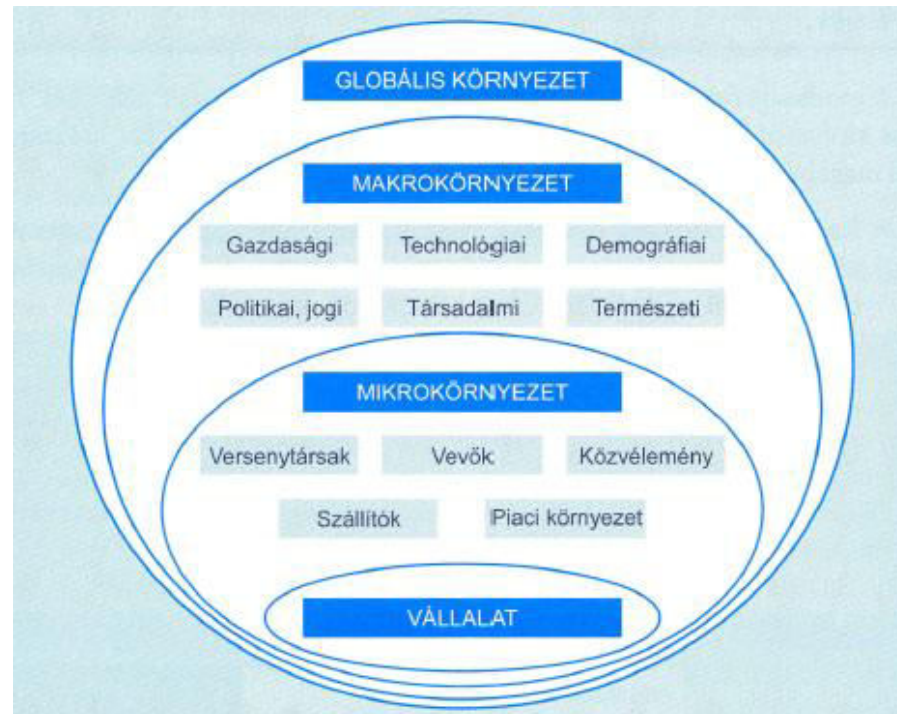 GLOBÁLIS KÖRNYEZET
MAKROKÖRNYEZET
Gazdasági Technológiai Demográfiai
Politikai, jogi Társadalmi Természeti
MIKROKÖRNYEZET
Versenytársak Vevők Közvélemény
Szállítók Piaci környezet
VÁLLALAT